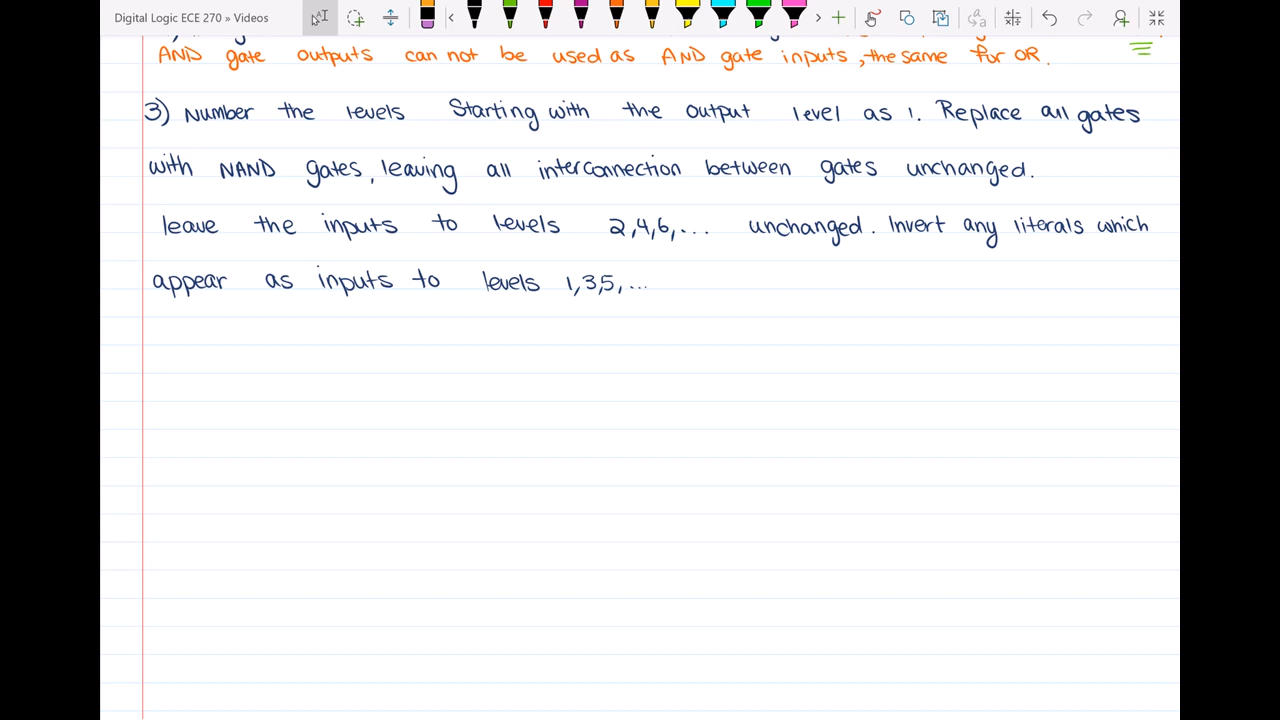 Digital Logic ECE 270 » Videos
AND gate outputs can not be used as AND gate inputs, the same for OR.
3) Number the levels Starting with the output level as 1. Replace all gates
with NAND gates, leaving all interconnection between gates unchanged.
leave the inputs to levels 2,4,6,... unchanged. Invert any literals which
appear as inputs to levels 1,3,5,...